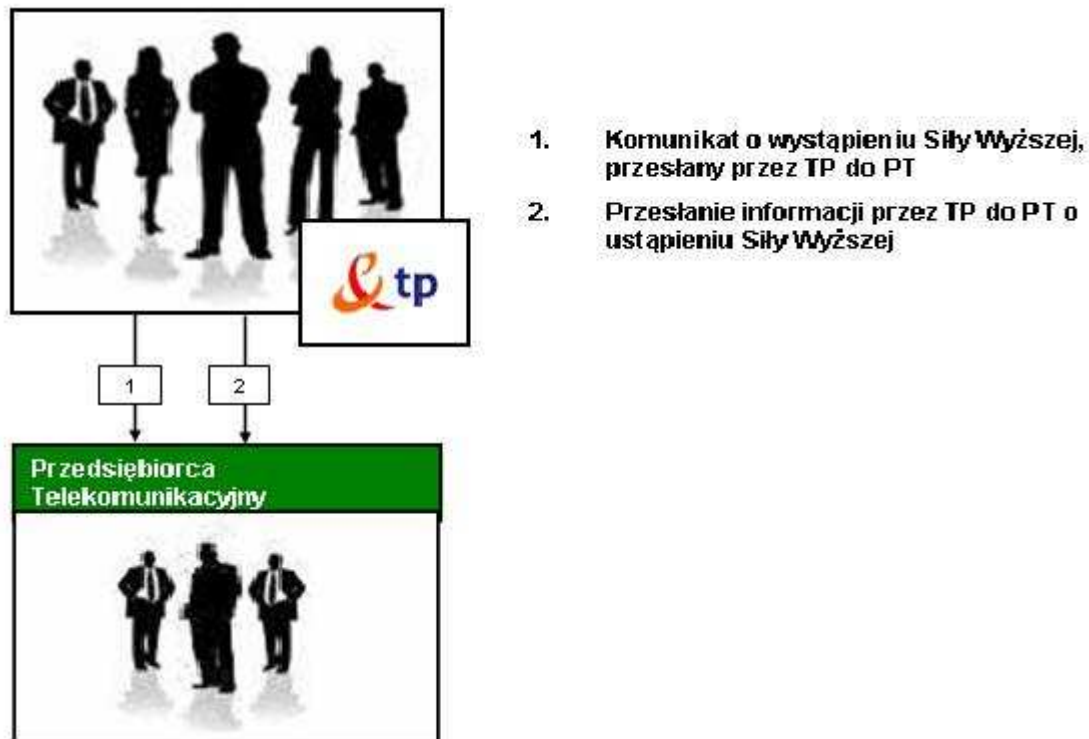 1. Komunikat o wystąpieniu Siły Wyższej,
przesłany przez TP do PT
2. Przesłanie informacji przez TP do PT o
ustąpieniu Siły Wyższej
tp
1 2
Przedsiębiorca
Telekomunikacyjny